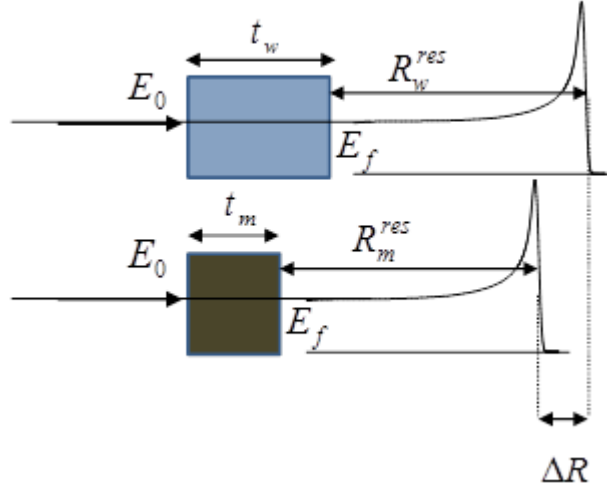 t_w
R_w^{res}
E_0
E_f
t_m
R_m^{res}
E_0
E_f
ΔR